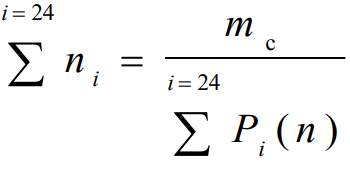 i = 24
∑ n_i = m_c
i = 24
∑ P_i (n)